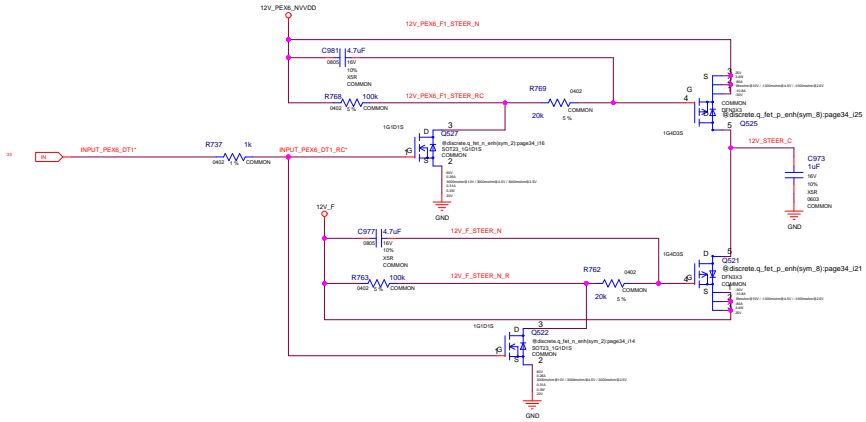 12V_PEX6_NVVDD
12V_PEX6_F1_STEER_N
C981
4.7uF
0805
16V
10%
X5R
COMMON
R768
100k
0402
5 %
COMMON
12V_PEX6_F1_STEER_RC
R769
0402
20k
COMMON
5 %
S
G
4
5
COMMON
DFN3X3
@discrete.q_fet_p_enh(sym_8):page34_i25
Q525
1G4D3S
12V_STEER_C
C973
1uF
16V
10%
X5R
0603
COMMON
GND
33
IN
INPUT_PEX6_DT1*
R737
1k
0402
1 %
COMMON
INPUT_PEX6_DT1_RC*
1G1D1S
D
3
Q527
@discrete.q_fet_n_enh(sym_2):page34_i16
SOT23_1G1D1S
COMMON
1
G
S
2
GND
12V_F
C977
4.7uF
0805
16V
10%
X5R
COMMON
12V_F_STEER_N
R763
100k
0402
5 %
COMMON
12V_F_STEER_N_R
R762
0402
20k
COMMON
5 %
1G4D3S
D
5
Q521
@discrete.q_fet_p_enh(sym_8):page34_i21
DFN3X3
COMMON
4
G
S
1G1D1S
D
3
Q522
@discrete.q_fet_n_enh(sym_2):page34_i14
SOT23_1G1D1S
COMMON
1
G
S
2
GND